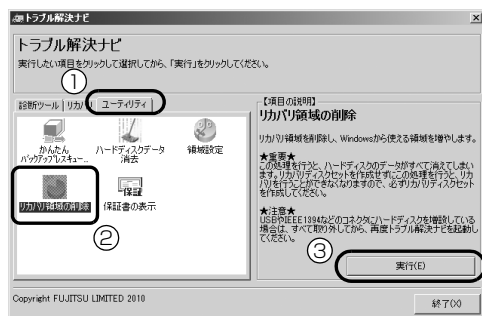 トラブル解決ナビ
トラブル解決ナビ
実行したい項目をクリックして選択してから、「実行」をクリックしてください。
①
診断ツール
リカバリ
ユーティリティ
かんたん
バックアップレスキュー...
ハードディスクデータ
消去
領域設定
リカバリ領域の削除
保証
保証書の表示
②
【項目の説明】
リカバリ領域の削除
リカバリ領域を削除し、Windowsから使える領域を増やします。
★重要★
この処理を行うと、ハードディスクのデータがすべて消えてしまい
ます。リカバリディスクセットを作成せずにこの処理を行うと、リカ
バリを行うことができなくなりますので、必ずリカバリディスクセット
を作成してください。
★注意★
USBやIEEE1394などのコネクタにハードディスクを増設している
場合は、すべて取り外してから、再度トラブル解決ナビを起動し
てください。
③
実行(E)
Copyright FUJITSU LIMITED 2010
終了(X)